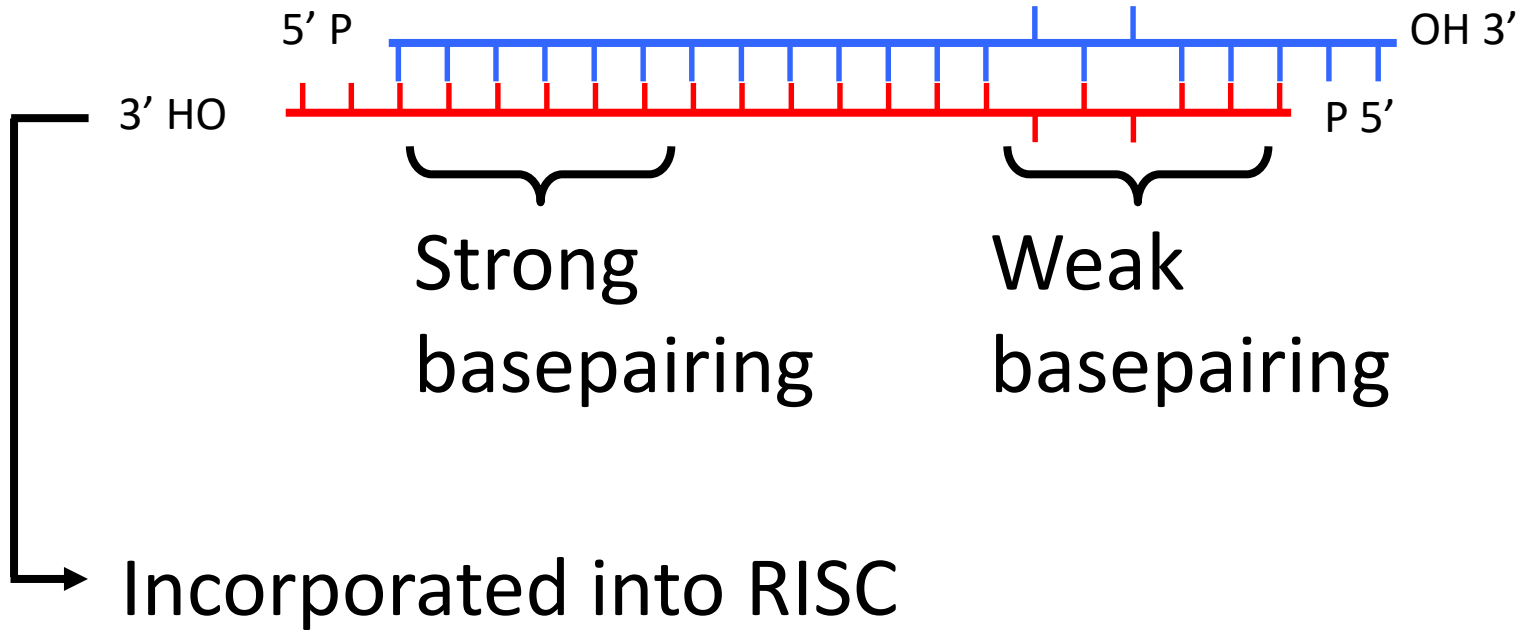 5’ P
OH 3’
3’ HO
P 5’
Strong
basepairing
Weak
basepairing
Incorporated into RISC